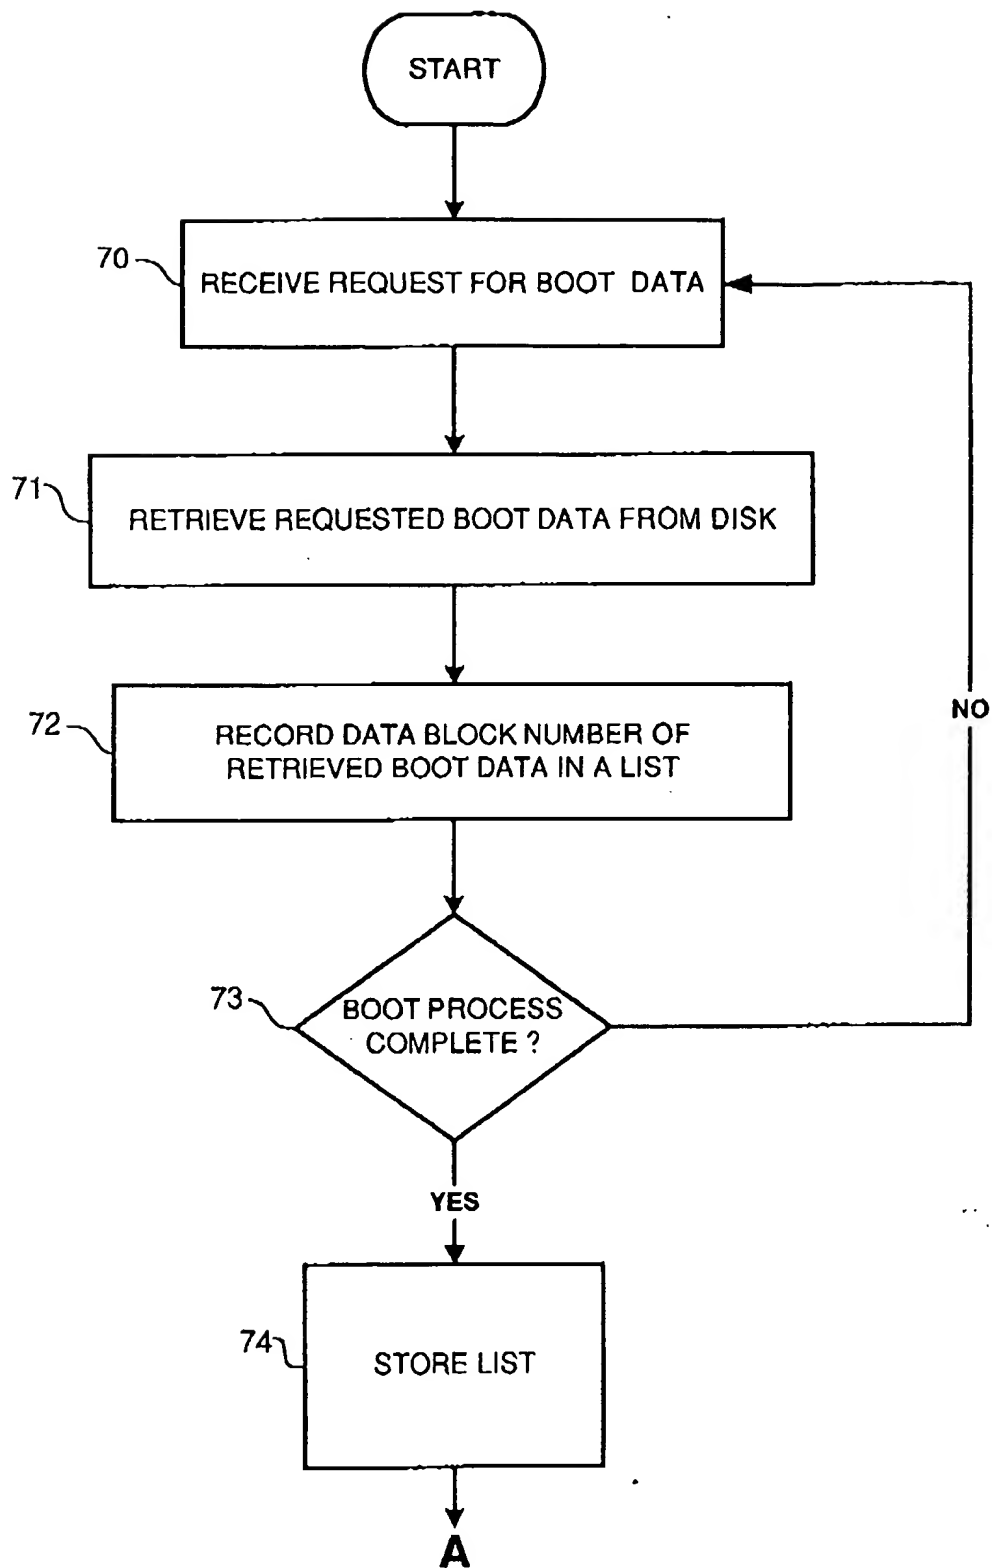 START
70
RECEIVE REQUEST FOR BOOT DATA
71
RETRIEVE REQUESTED BOOT DATA FROM DISK
72
RECORD DATA BLOCK NUMBER OF
RETRIEVED BOOT DATA IN A LIST
NO
73
BOOT PROCESS
COMPLETE ?
YES
74
STORE LIST
A